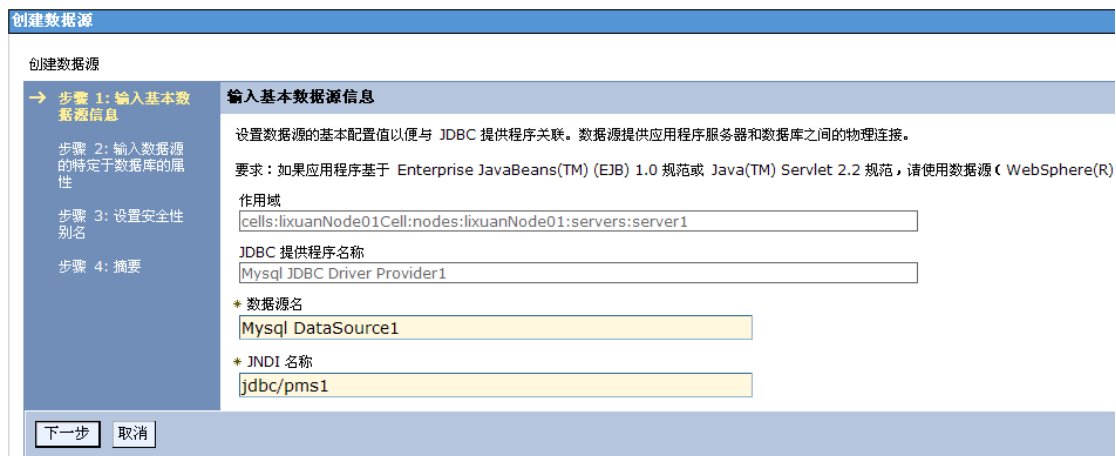 创建数据源
创建数据源
→ 步骤 1: 输入基本数
据源信息
步骤 2: 输入数据源
的特定于数据库的属
性
步骤 3: 设置安全性
别名
步骤 4: 摘要
输入基本数据源信息
设置数据源的基本配置值以便与 JDBC 提供程序关联。数据源提供应用程序服务器和数据库之间的物理连接。
要求：如果应用程序基于 Enterprise JavaBeans(TM) (EJB) 1.0 规范或 Java(TM) Servlet 2.2 规范，请使用数据源（ WebSphere(R)
作用域
cells:lixuanNode01Cell:nodes:lixuanNode01:servers:server1
JDBC 提供程序名称
Mysql JDBC Driver Provider1
* 数据源名
Mysql DataSource1
* JNDI 名称
jdbc/pms1
下一步 取消